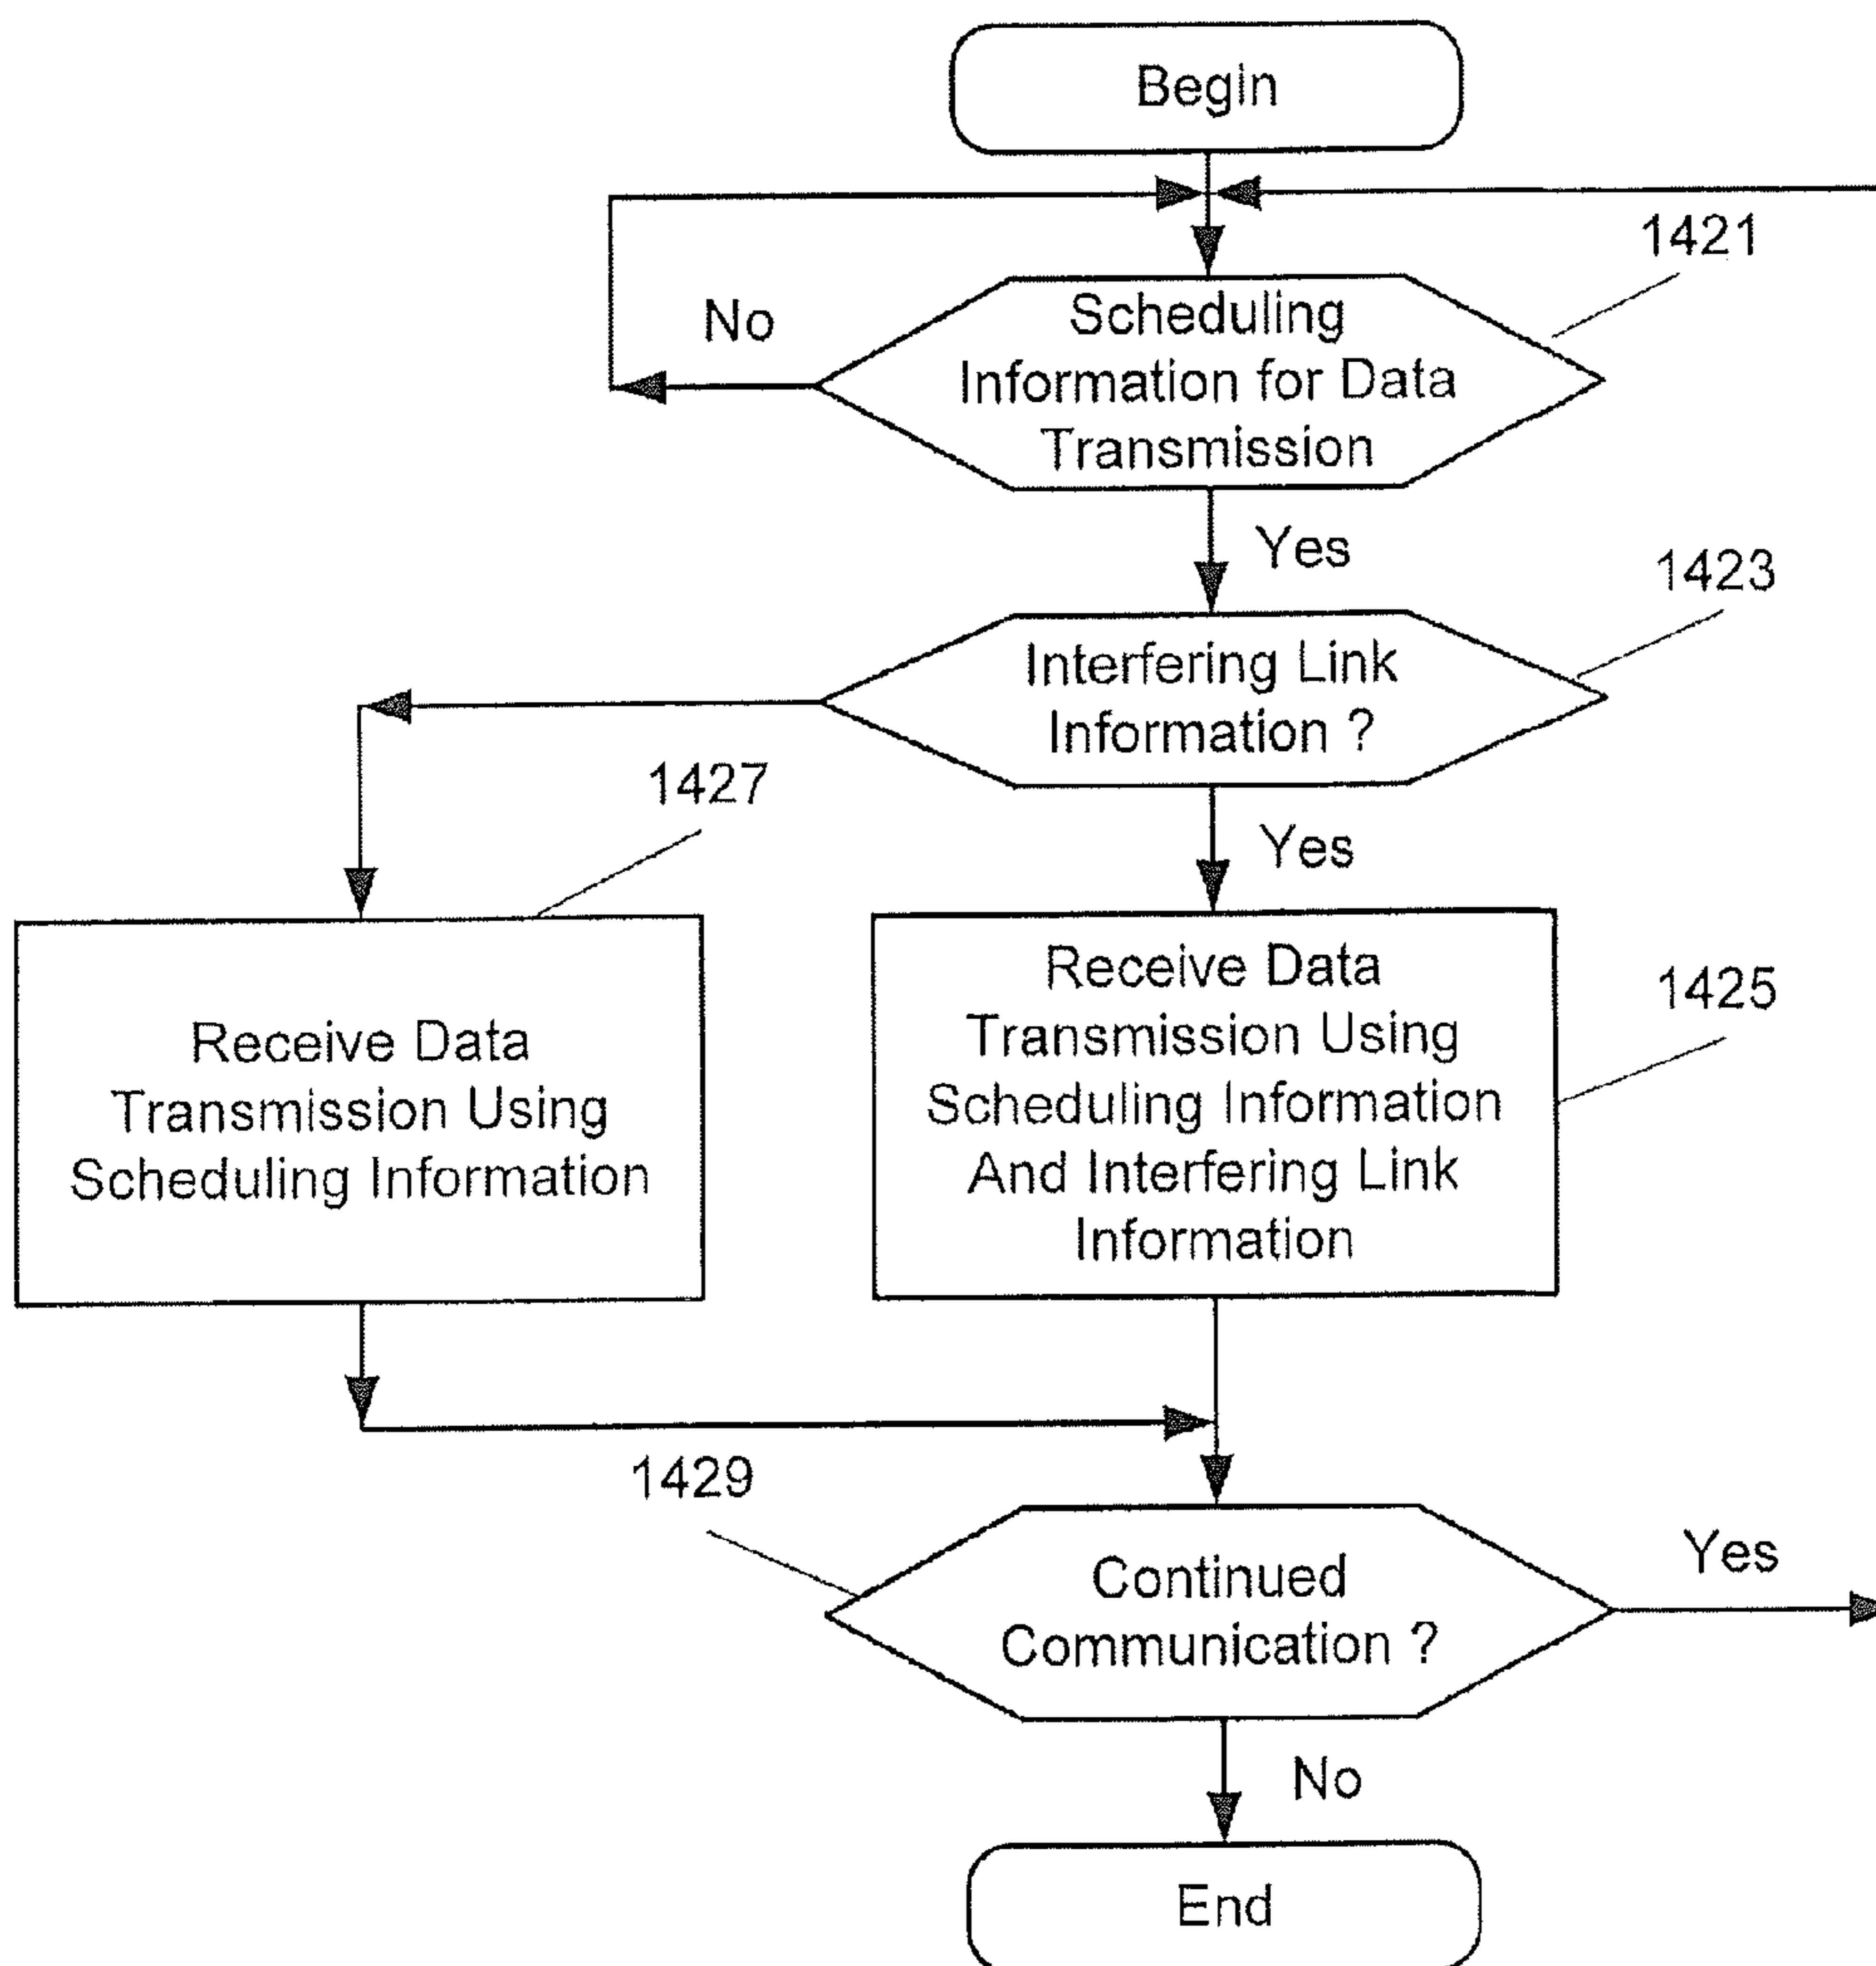 Begin
1421
No
Scheduling
Information for Data
Transmission
Yes
1423
Interfering Link
Information ?
1427
Yes
Receive Data
Transmission Using
Scheduling Information
Receive Data
Transmission Using
Scheduling Information
And Interfering Link
Information
1425
1429
Continued
Communication ?
Yes
No
End